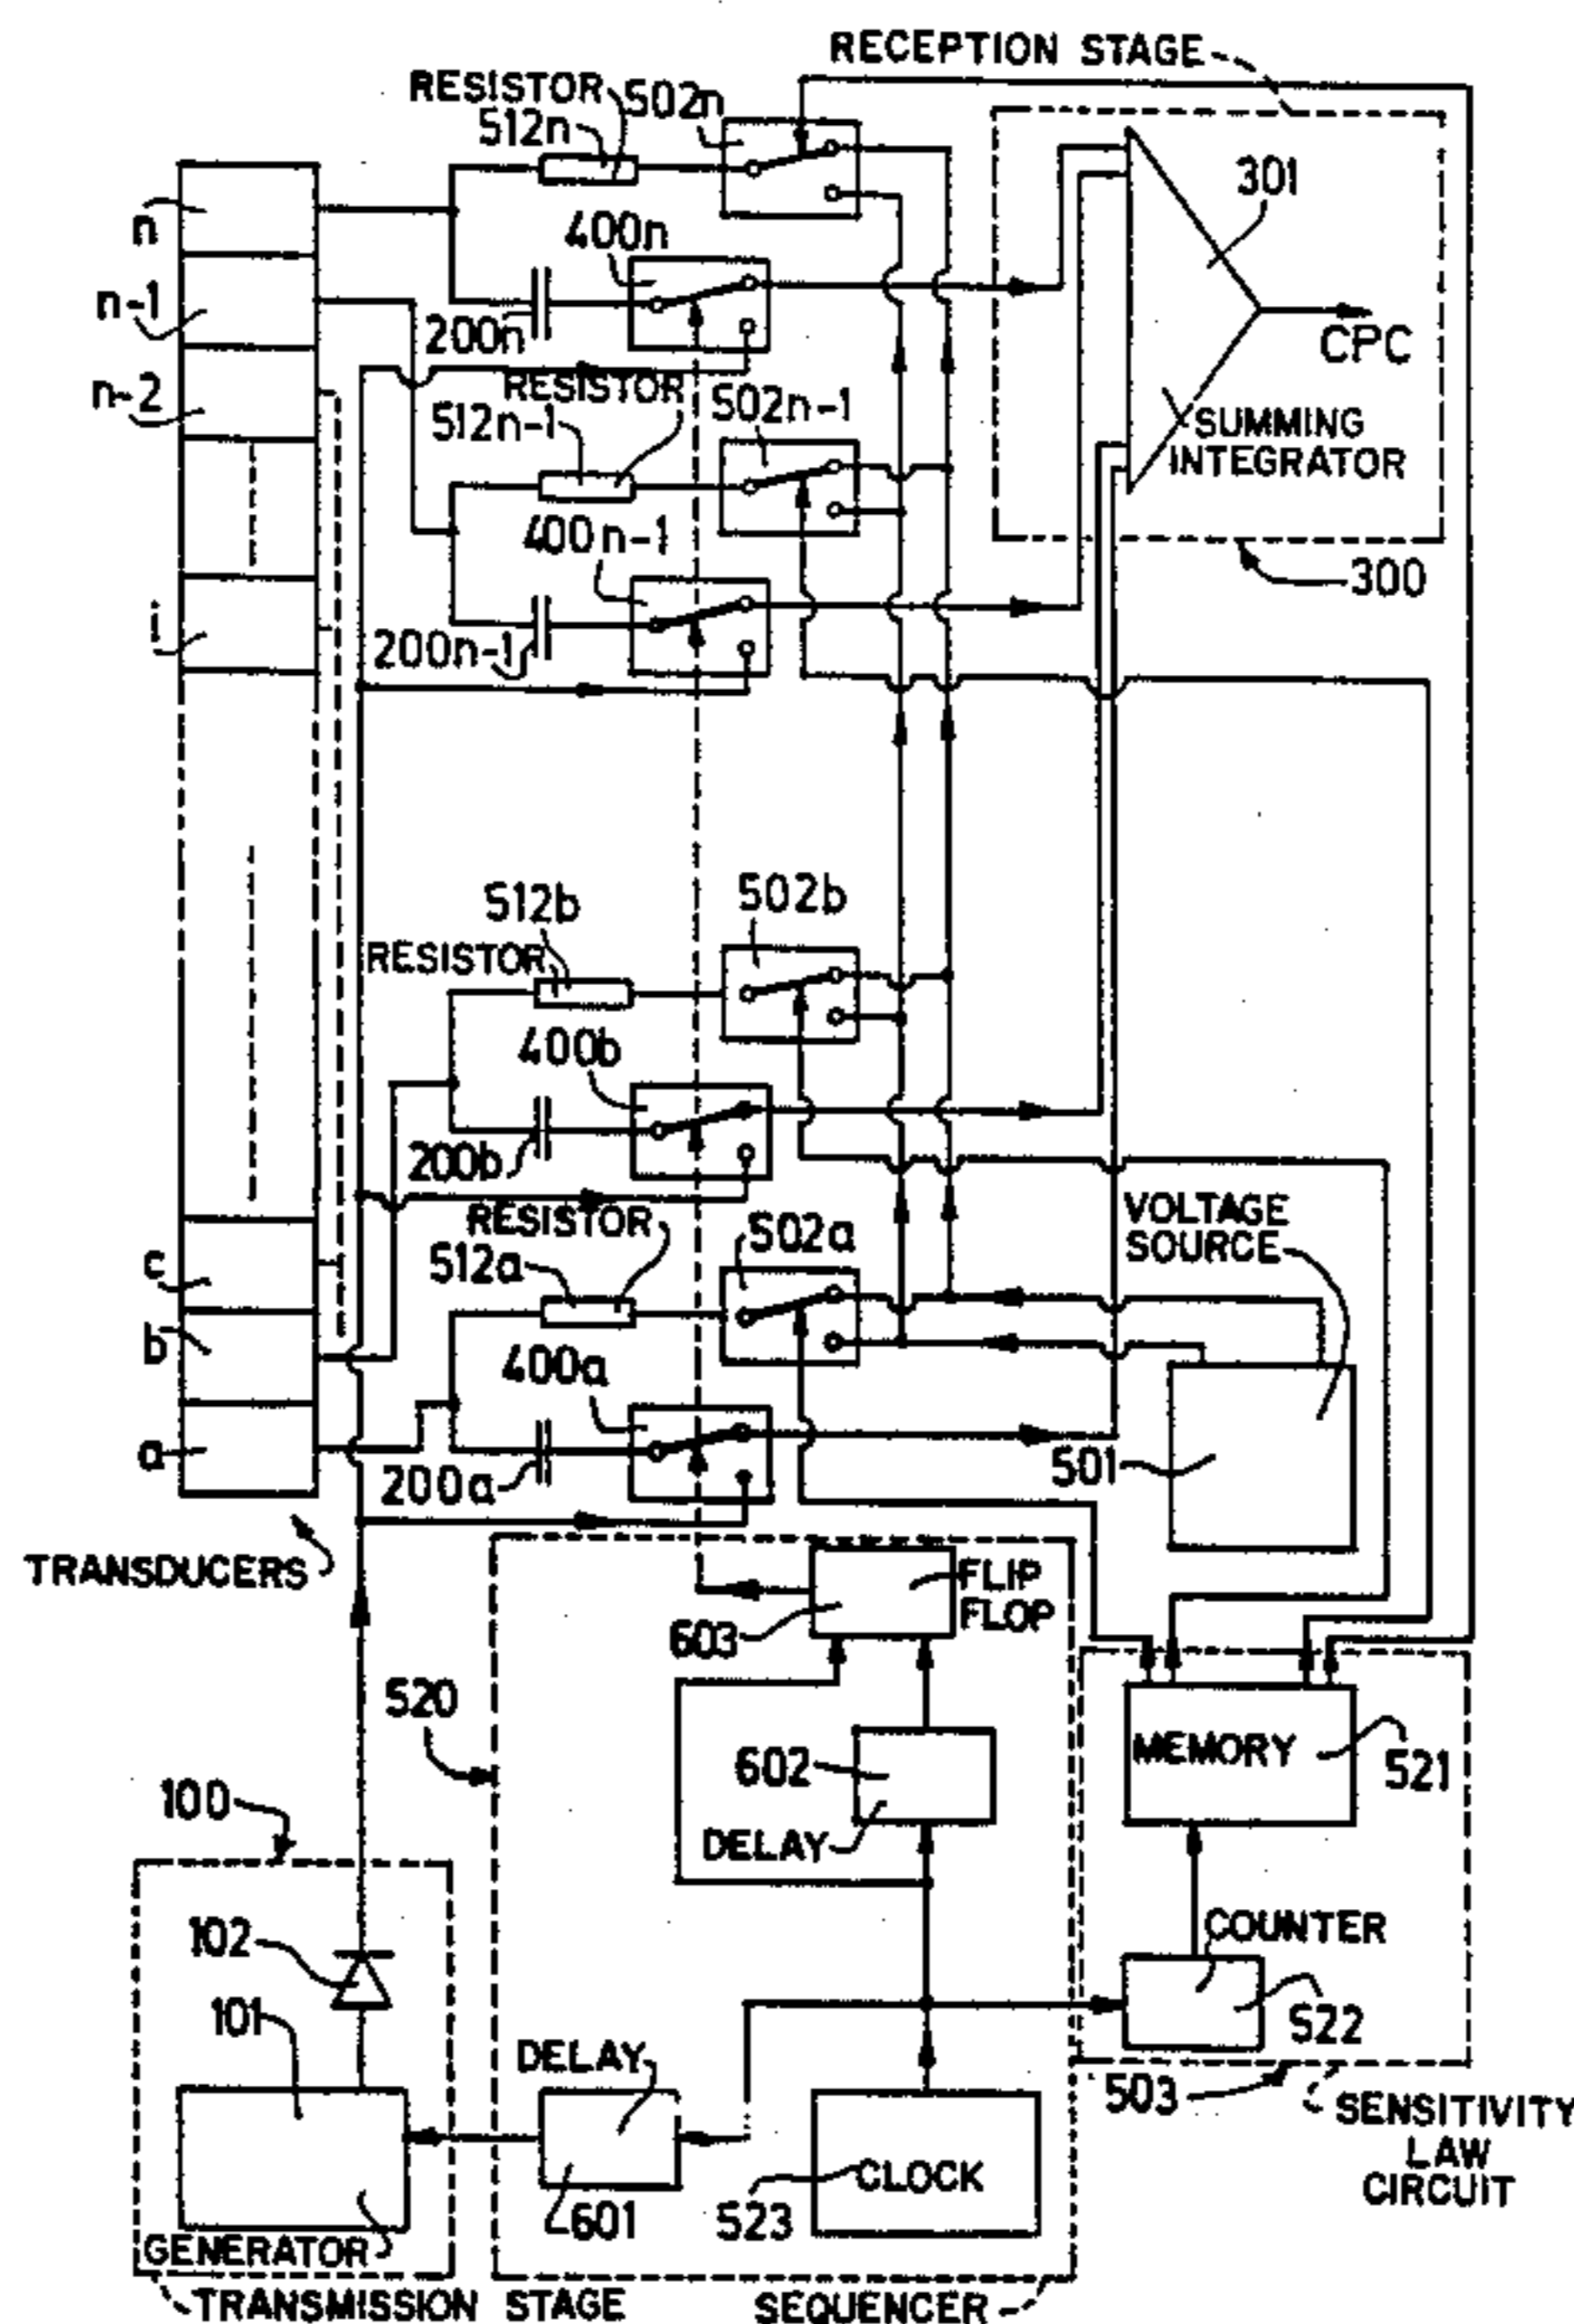 RECEPTION STAGE
RESISTOR
502n
512n
301
n
400n
n-1
200n
CPC
n-2
RESISTOR
502n-1
512n-1
SUMMING
INTEGRATOR
400n-1
300
i
200n-1
512b
502b
RESISTOR
400b
200b
RESISTOR
VOLTAGE
SOURCE
502a
c
512a
b
400a
a
200a
501
TRANSDUCERS
FLIP
FLOP
603
520
602
MEMORY
521
100
DELAY
102
COUNTER
101
522
DELAY
503
SENSITIVITY
LAW
CIRCUIT
CLOCK
601
523
GENERATOR
TRANSMISSION STAGE
SEQUENCER